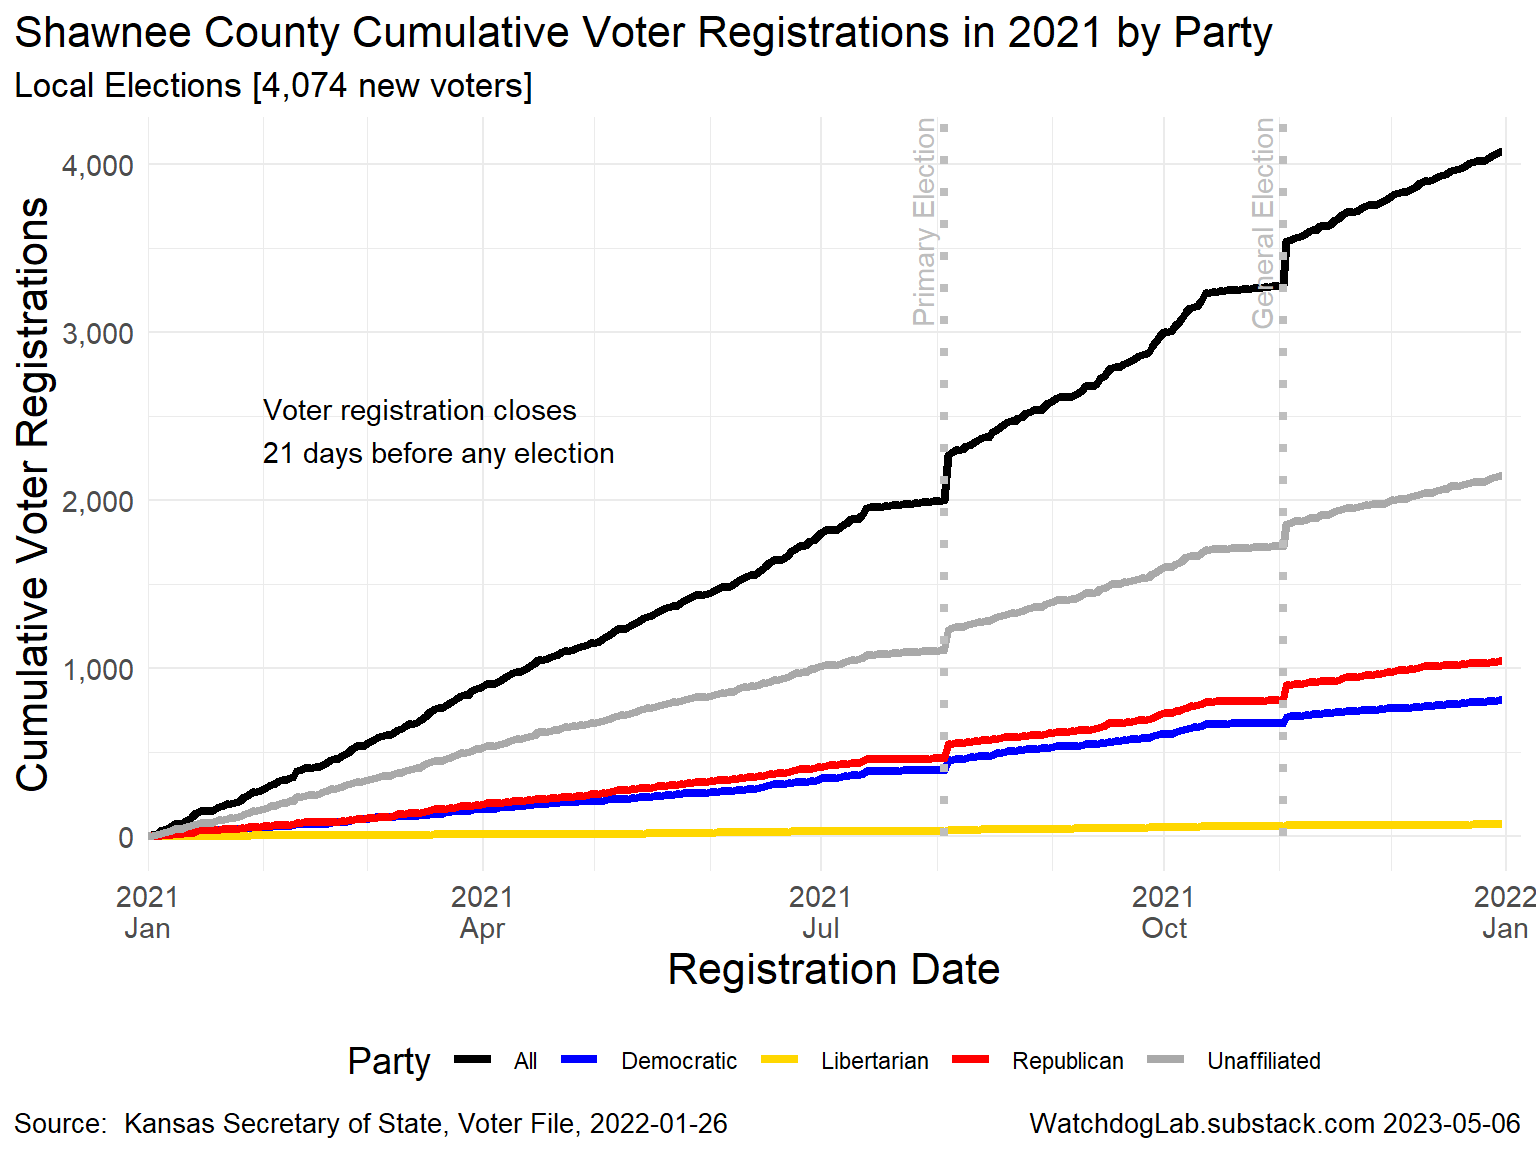 Shawnee County Cumulative Voter Registrations in 2021 by Party
Local Elections [4,074 new voters]
Cumulative Voter Registrations
4,000
3,000
2,000
1,000
0
Primary Election
General Election
Voter registration closes
21 days before any election
2021 2021 2021 2021 2022
Jan Apr Jul Oct Jan
Registration Date
Party All Democratic Libertarian Republican Unaffiliated
Source:  Kansas Secretary of State, Voter File, 2022-01-26
WatchdogLab.substack.com 2023-05-06